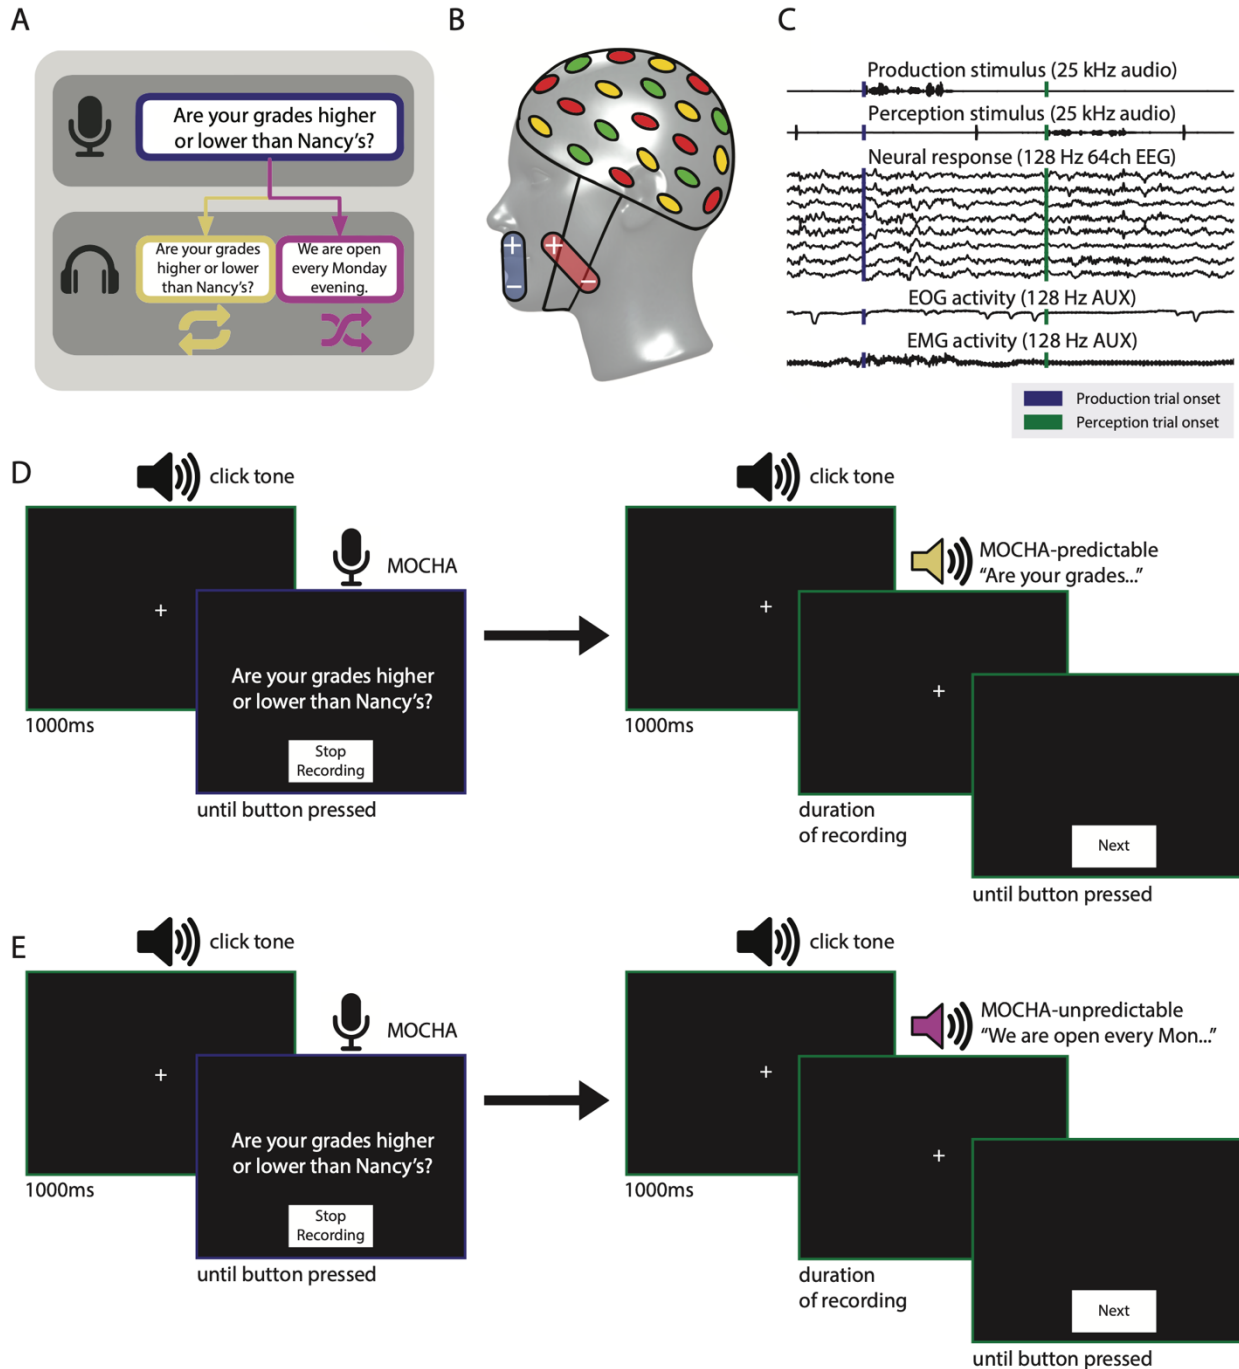 A
Are your grades higher
or lower than Nancy's?
Are your grades
higher or lower
than Nancy's?
We are open
every Monday
evening.
B
+
−
+
−
C
Production stimulus (25 kHz audio)
Perception stimulus (25 kHz audio)
Neural response (128 Hz 64ch EEG)
EOG activity (128 Hz AUX)
EMG activity (128 Hz AUX)
Production trial onset
Perception trial onset
D
click tone
MOCHA
+
Are your grades higher
or lower than Nancy's?
Stop
Recording
1000ms
until button pressed
click tone
MOCHA-predictable
“Are your grades...”
+
+
1000ms
duration
of recording
Next
until button pressed
E
click tone
MOCHA
+
Are your grades higher
or lower than Nancy's?
Stop
Recording
1000ms
until button pressed
click tone
MOCHA-unpredictable
“We are open every Mon...”
+
+
1000ms
duration
of recording
Next
until button pressed